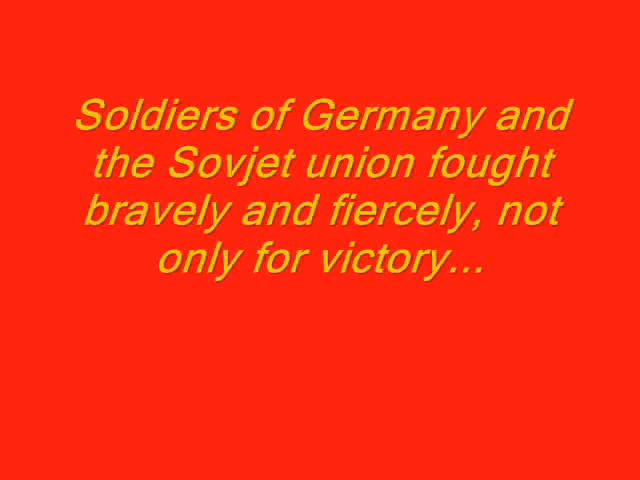 Soldiers of Germany and
the Sovjet union fought
bravely and fiercely, not
only for victory...